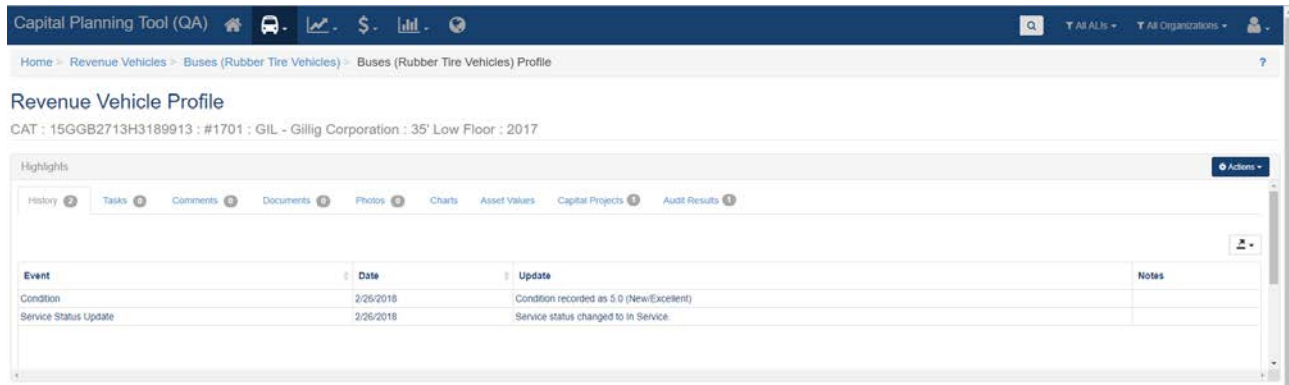 Capital Planning Tool (QA) $ All ALIs All Organizations
Home > Revenue Vehicles > Buses (Rubber Tire Vehicles) > Buses (Rubber Tire Vehicles) Profile ?
Revenue Vehicle Profile
CAT : 15GGB2713H3189913 : #1701 : GIL - Gillig Corporation : 35' Low Floor : 2017
Highlights Actions
History 2 Tasks 0 Comments 0 Documents 0 Photos 0 Charts Asset Values Capital Projects 1 Audit Results 1
Event Date Update Notes
Condition 2/26/2018 Condition recorded as 5.0 (New/Excellent)
Service Status Update 2/26/2018 Service status changed to In Service.